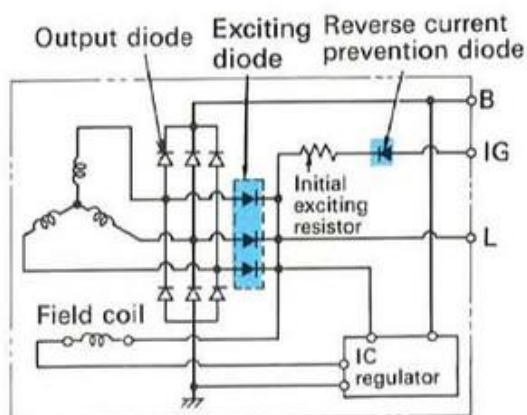 Output diode
Exciting
diode
Reverse current
prevention diode
B
IG
Initial
exciting
resistor
L
Field coil
IC
regulator